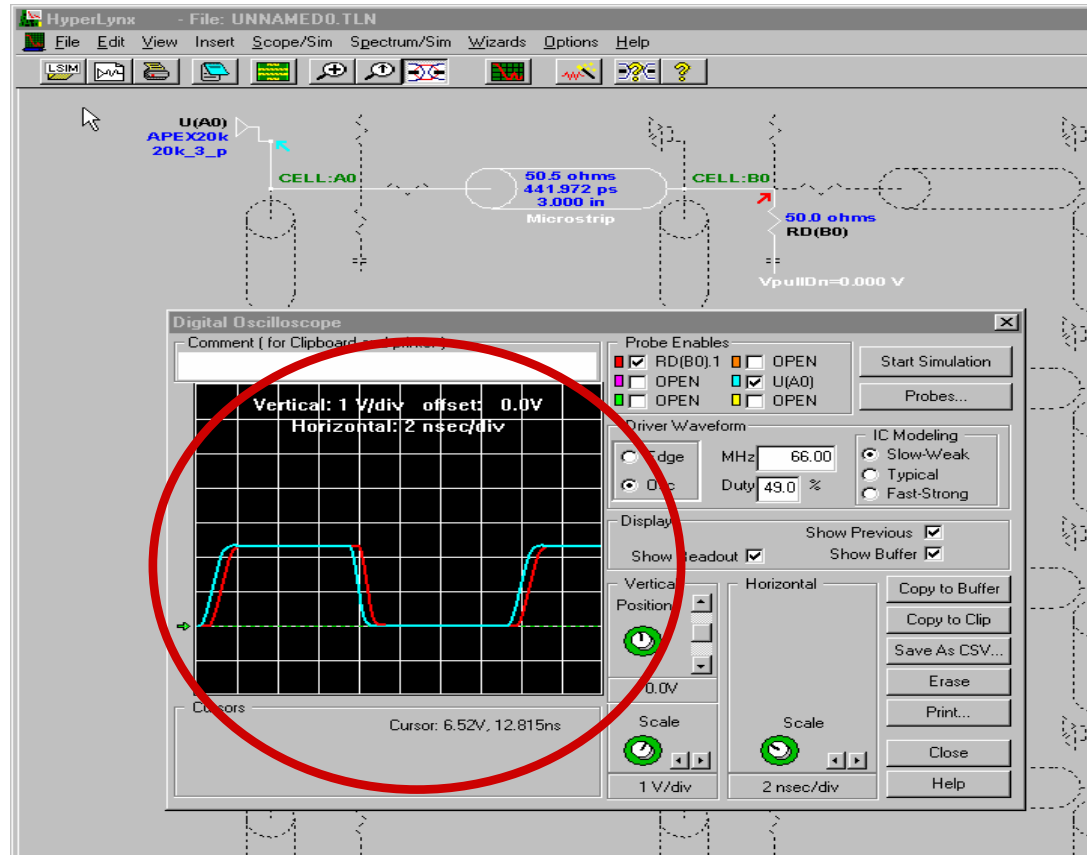 HyperLynx - File: UNNAMED0.TLN
File Edit View Insert Scope/Sim Spectrum/Sim Wizards Options Help
LSIM
U(A0)
APEX20k
20k_3_p
CELL:A0
50.5 ohms
441.972 ps
3.000 in
Microstrip
CELL:B0
50.0 ohms
RD(B0)
VpullDn=0.000 V
Digital Oscilloscope
Comment ( for Clipboard and printer )
Vertical: 1 V/div offset: 0.0V
Horizontal: 2 nsec/div
Cursors
Cursor: 6.52V, 12.815ns
Probe Enables
RD(B0).1 OPEN
OPEN U(A0)
OPEN OPEN
Start Simulation
Probes...
Driver Waveform
Edge
Osc
MHz 66.00
Duty 49.0 %
IC Modeling
Slow-Weak
Typical
Fast-Strong
Display
Show Previous
Show Readout Show Buffer
Vertical
Position
0.0V
Scale
1 V/div
Horizontal
Scale
2 nsec/div
Copy to Buffer
Copy to Clip
Save As CSV...
Erase
Print...
Close
Help